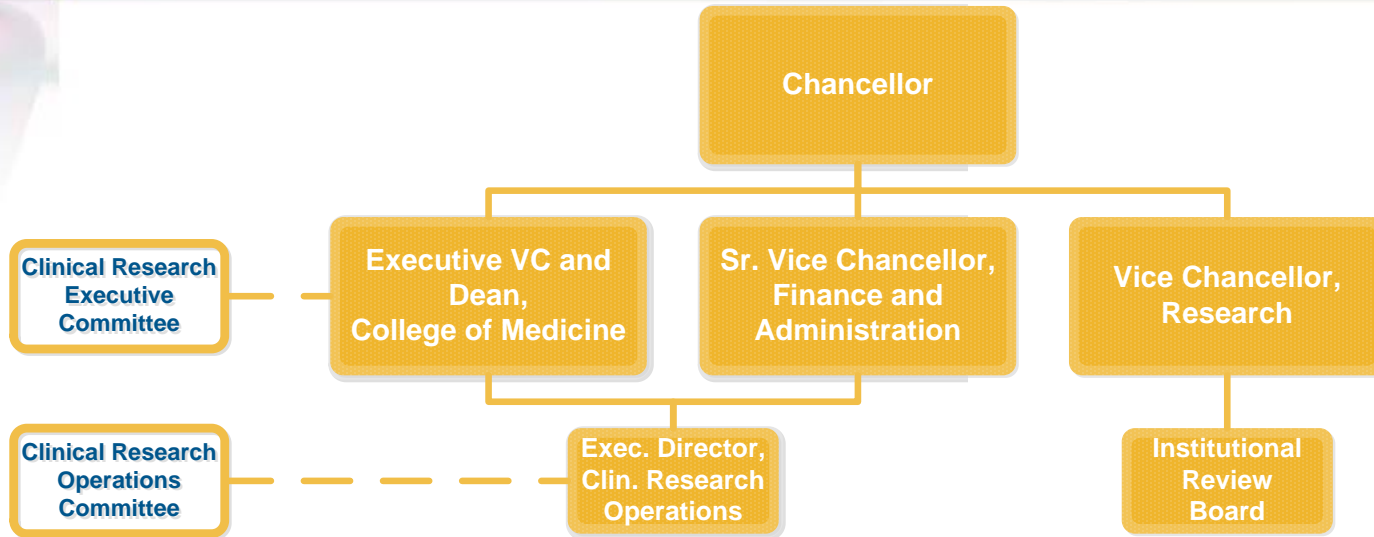 Chancellor
Clinical Research
Executive
Committee
Executive VC and
Dean,
College of Medicine
Sr. Vice Chancellor,
Finance and
Administration
Vice Chancellor,
Research
Clinical Research
Operations
Committee
Exec. Director,
Clin. Research
Operations
Institutional
Review
Board